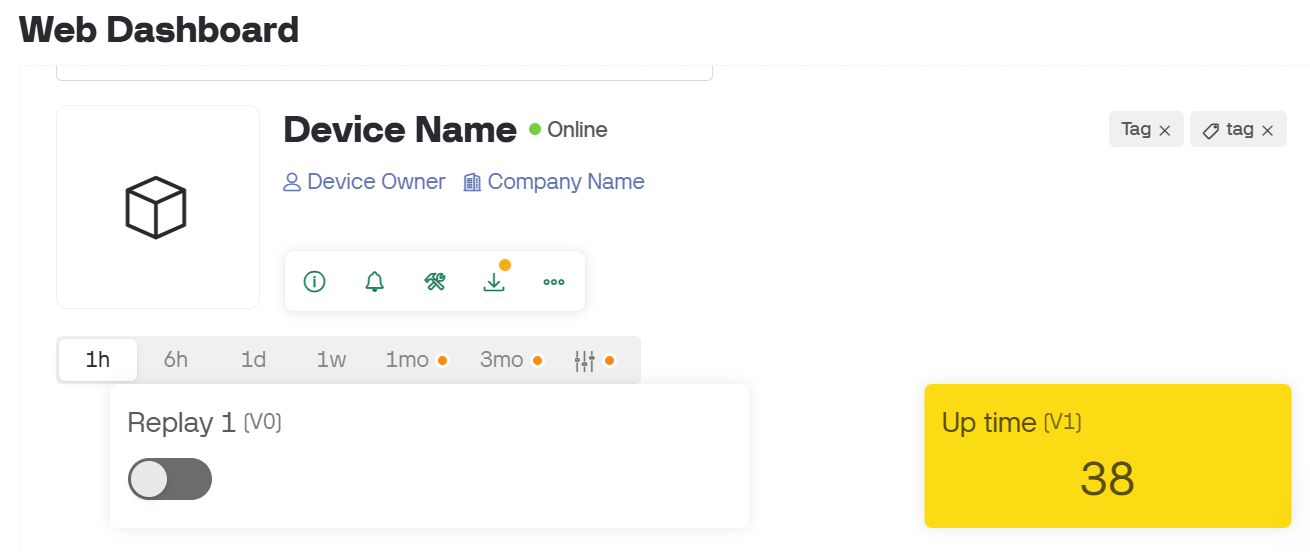 Web Dashboard
Device Name Online
Tag × tag ×
Device Owner Company Name
1h 6h 1d 1w 1mo 3mo
Replay 1 (V0)
Up time (V1)
38